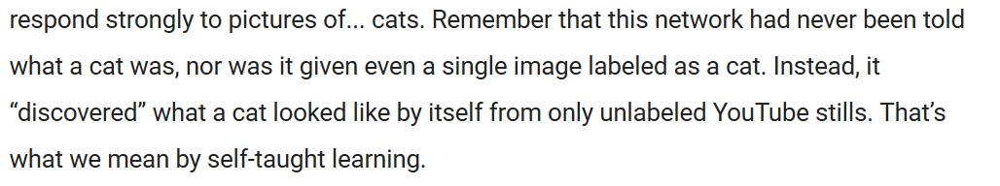 respond strongly to pictures of... cats. Remember that this network had never been told
what a cat was, nor was it given even a single image labeled as a cat. Instead, it
“discovered” what a cat looked like by itself from only unlabeled YouTube stills. That’s
what we mean by self-taught learning.